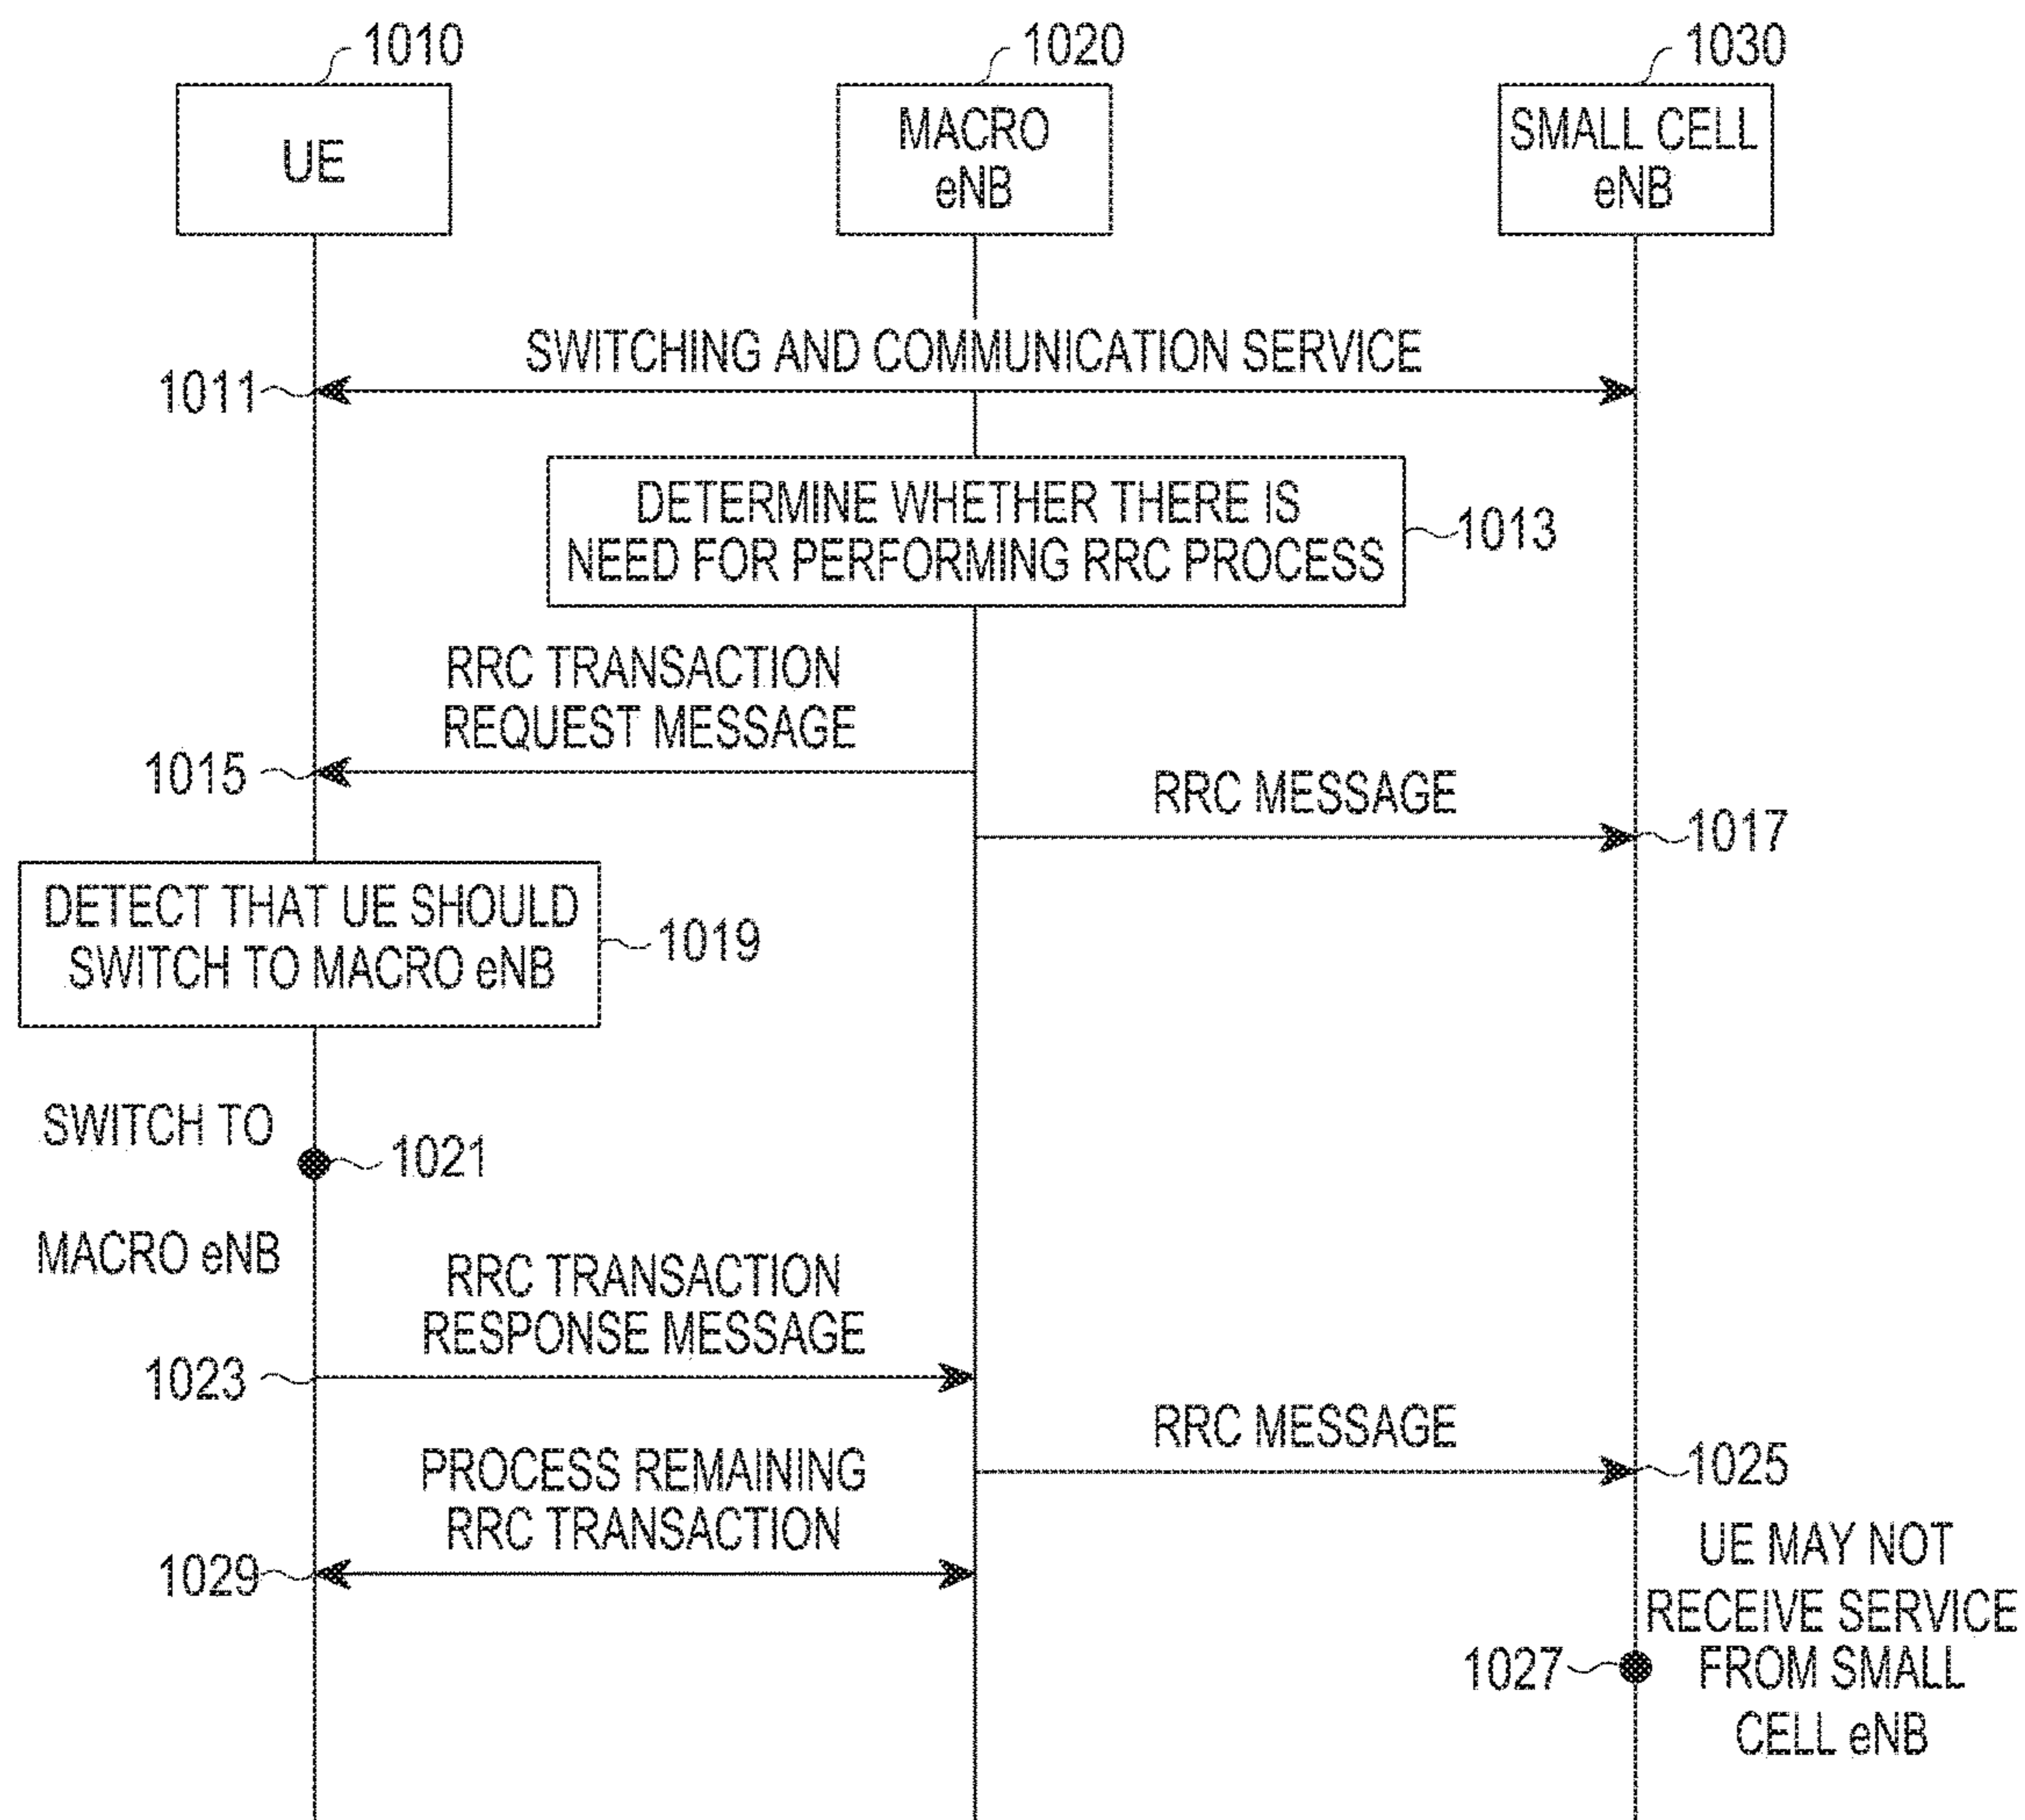 1010
1020
1030
UE
MACRO
eNB
SMALL CELL
eNB
SWITCHING AND COMMUNICATION SERVICE
1011
DETERMINE WHETHER THERE IS
NEED FOR PERFORMING RRC PROCESS
1013
RRC TRANSACTION
REQUEST MESSAGE
1015
RRC MESSAGE
1017
DETECT THAT UE SHOULD
SWITCH TO MACRO eNB
1019
SWITCH TO
1021
MACRO eNB
RRC TRANSACTION
RESPONSE MESSAGE
1023
RRC MESSAGE
1025
PROCESS REMAINING
RRC TRANSACTION
1029
UE MAY NOT
RECEIVE SERVICE
FROM SMALL
CELL eNB
1027